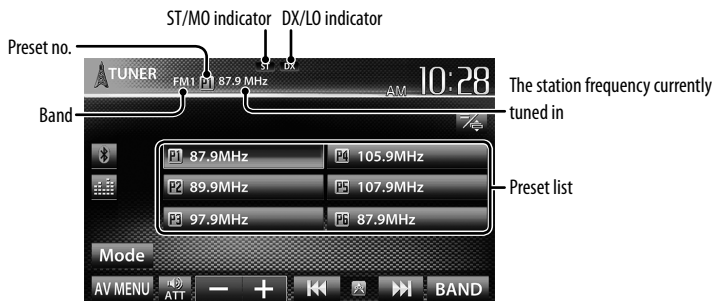 ST/MO indicator DX/LO indicator
Preset no.
ST DX
TUNER FM1 P1 87.9 MHz AM 10:28
The station frequency currently
tuned in
Band
P1 87.9MHz P4 105.9MHz
P2 89.9MHz P5 107.9MHz
Preset list
P3 97.9MHz P6 87.9MHz
Mode
AV MENU ATT − + BAND